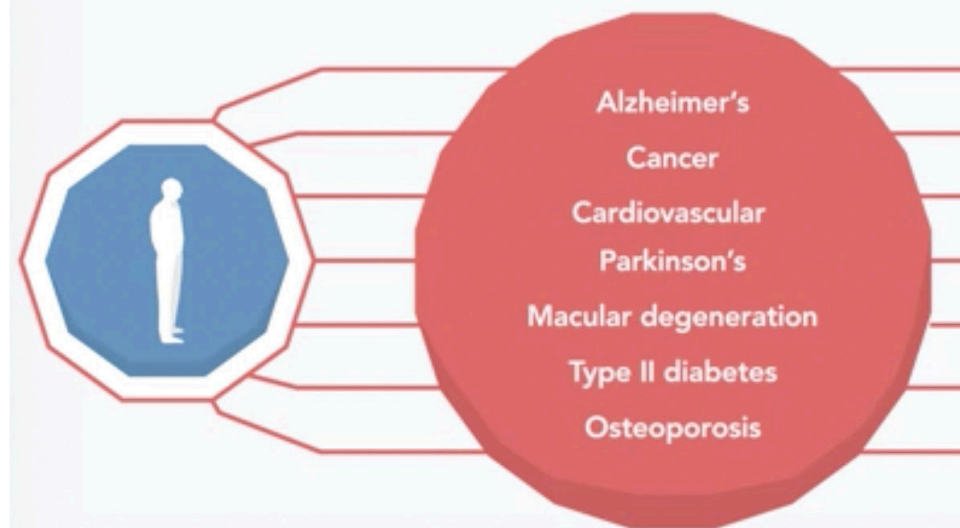 Alzheimer's
Cancer
Cardiovascular
Parkinson's
Macular degeneration
Type II diabetes
Osteoporosis